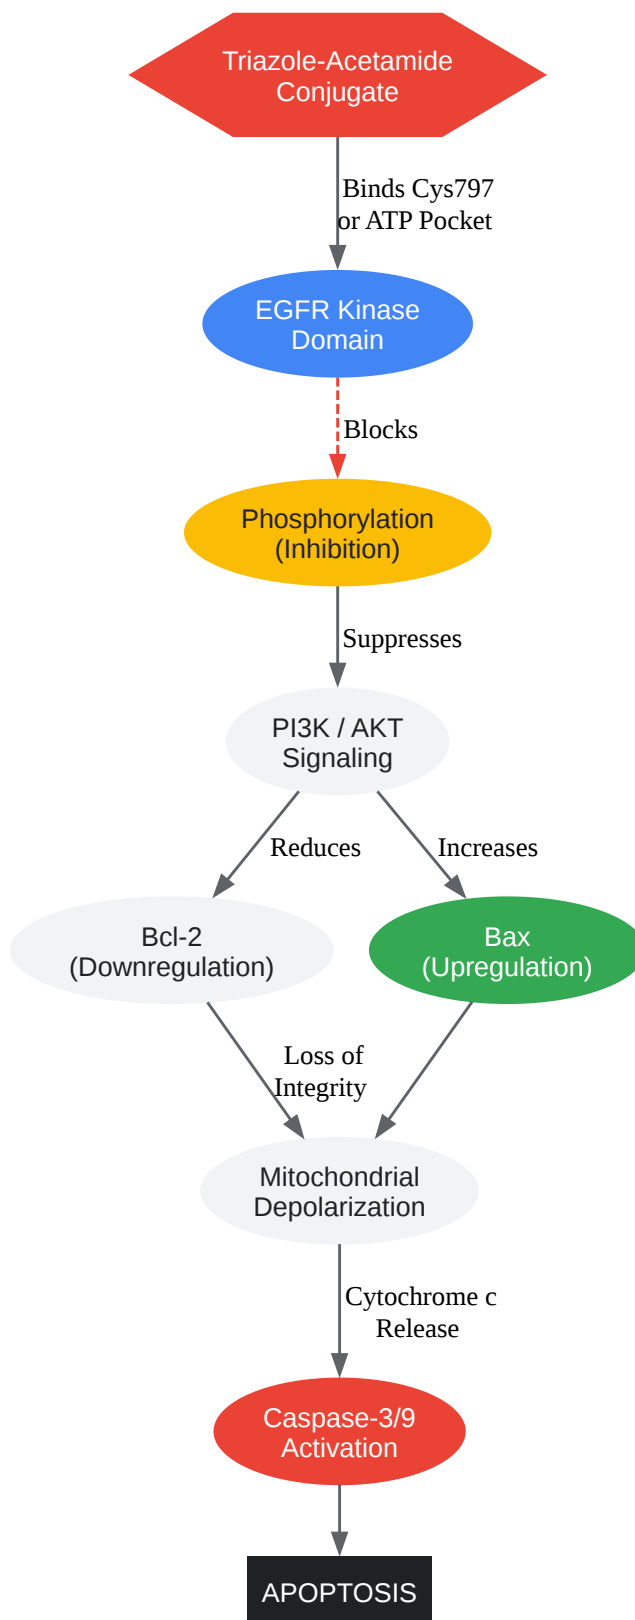 Triazole-Acetamide
Conjugate
Binds Cys797
or ATP Pocket
EGFR Kinase
Domain
Blocks
Phosphorylation
(Inhibition)
Suppresses
PI3K / AKT
Signaling
Reduces
Increases
Bcl-2
(Downregulation)
Bax
(Upregulation)
Loss of
Integrity
Mitochondrial
Depolarization
Cytochrome c
Release
Caspase-3/9
Activation
APOPTOSIS